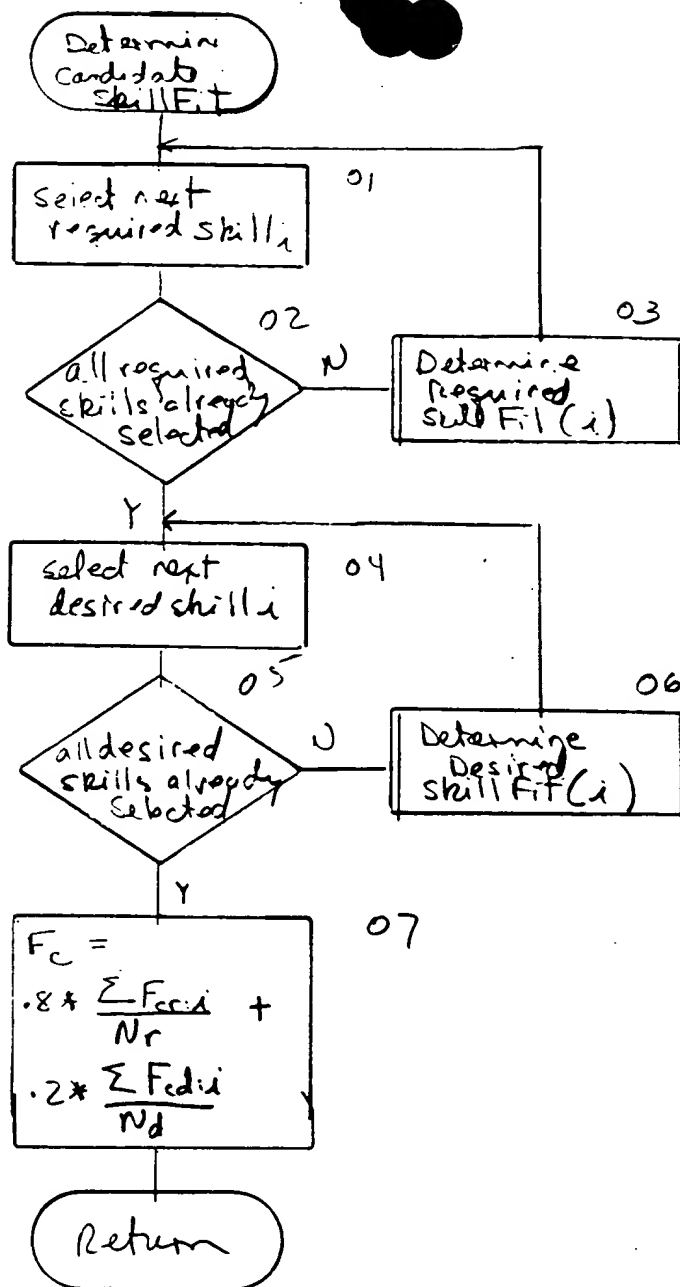 Determin
Candidate
Skill Fit
01
Select next
required skill i
02
all required
skills already
selected
N
03
Determine
Required
Skill Fit (i)
Y
select next
desired skill i
04
05
all desired
skills already
selected
N
06
Determine
Desired
Skill Fit (i)
Y
07
Fc =
.8* ΣFcr:i / Nr +
.2* ΣFcd:i / Nd
Return